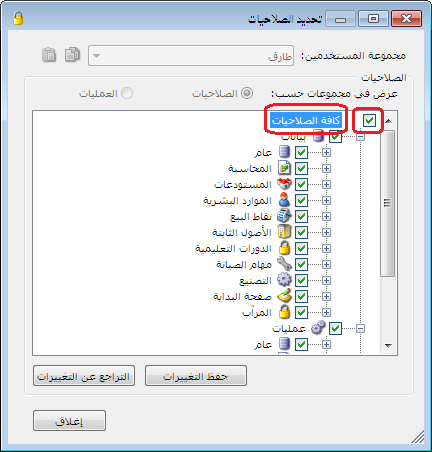 تحديد الصلاحيات
مجموعة المستخدمين: طارق
الصلاحيات
عرض في مجموعات حسب: الصلاحيات العمليات
كافة الصلاحيات
بيانات
عام
المحاسبة
المستودعات
الموارد البشرية
نقاط البيع
الأصول الثابتة
الدورات التعليمية
مهام الصيانة
التصنيع
صفحة البداية
المرآب
عمليات
عام
حفظ التغييرات التراجع عن التغييرات
إغلاق